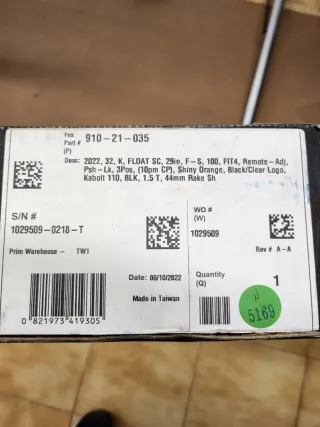 Fox
Part #
(P)
910-21-035
Desc: 2022, 32, K, FLOAT SC, 29in, F-S, 100, FIT4, Remote-Adj,
Psh-Lk, 3Pos, (10pm CP), Shiny Orange, Black/Clear Logo,
Kabolt 110, BLK, 1.5 T, 44mm Rake Sh
S/N #
1029509-0218-T
WO #
(W)
1029509
Prim Warehouse - TW1
Rev # A-A
Date: 06/10/2022
Made in Taiwan
Quantity
(Q)
1
0 821973 419305
N
5169